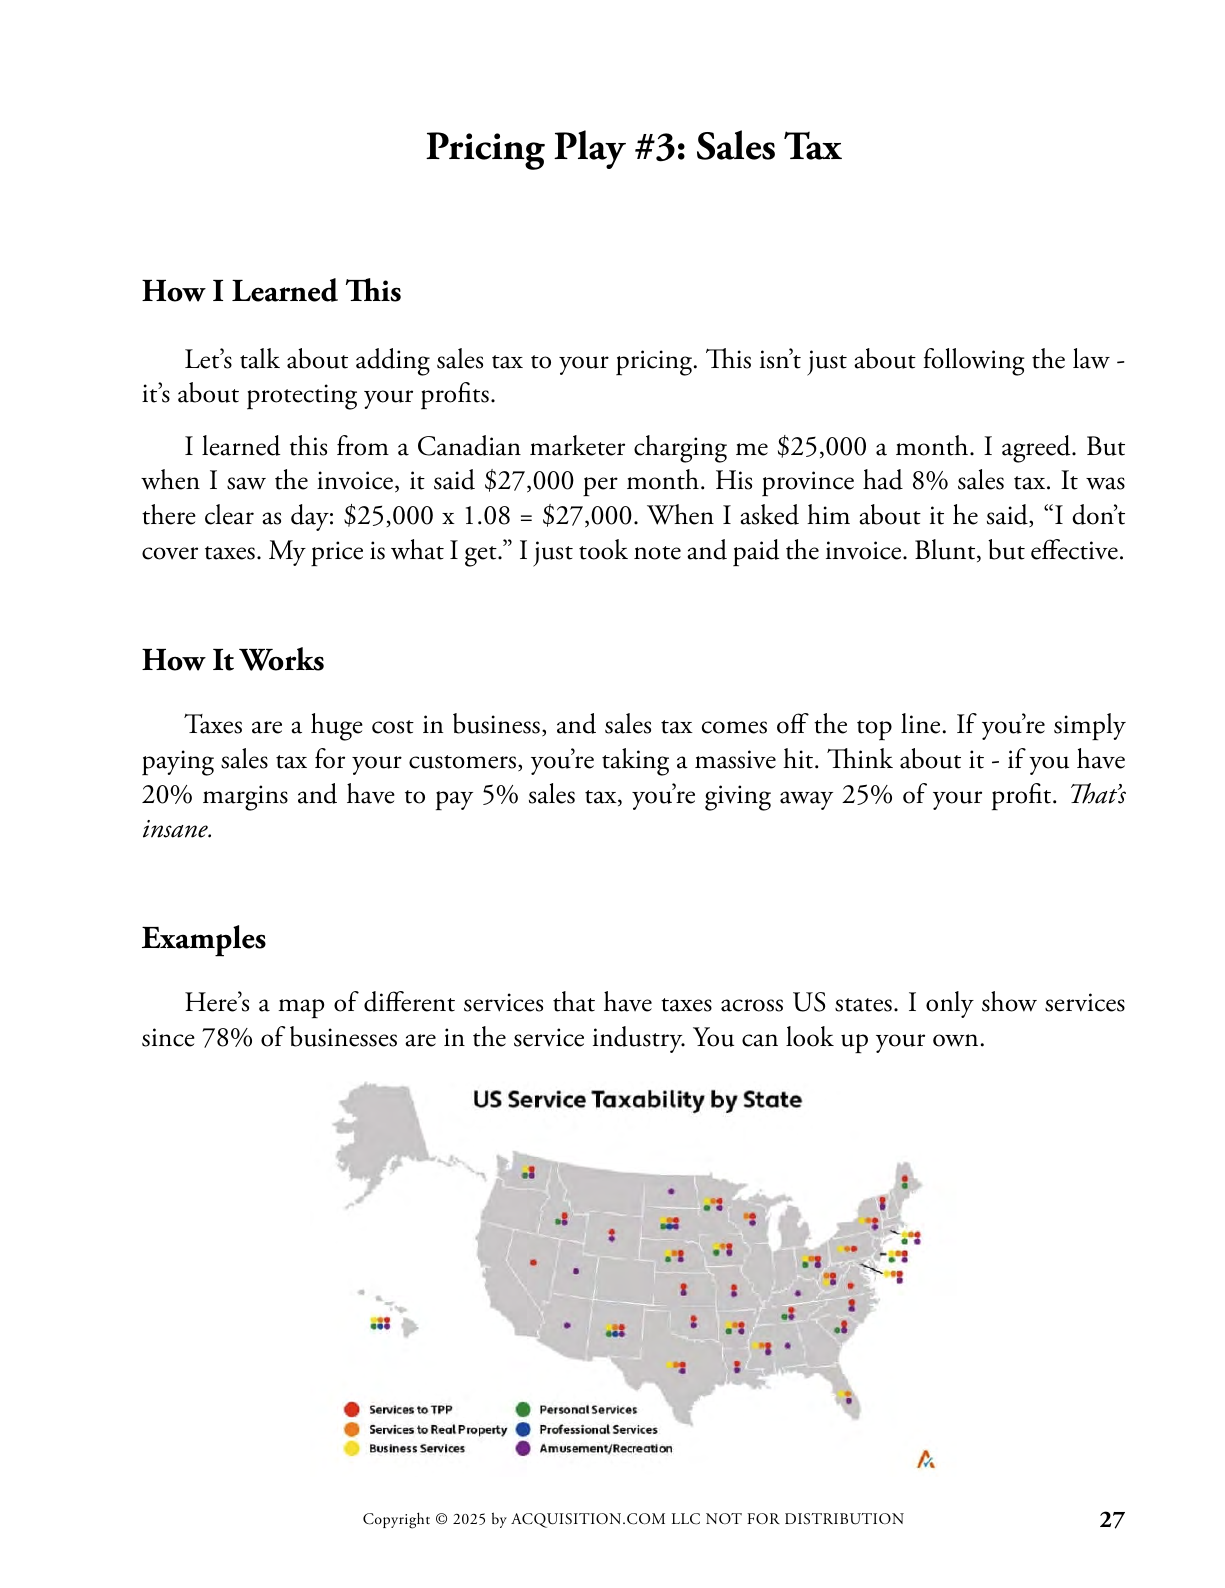 Pricing Play #3: Sales Tax
How I Learned This
Let’s talk about adding sales tax to your pricing. This isn’t just about following the law -
it’s about protecting your profits.
I learned this from a Canadian marketer charging me $25,000 a month. I agreed. But
when I saw the invoice, it said $27,000 per month. His province had 8% sales tax. It was
there clear as day: $25,000 x 1.08 = $27,000. When I asked him about it he said, “I don’t
cover taxes. My price is what I get.” I just took note and paid the invoice. Blunt, but effective.
How It Works
Taxes are a huge cost in business, and sales tax comes off the top line. If you’re simply
paying sales tax for your customers, you’re taking a massive hit. Think about it - if you have
20% margins and have to pay 5% sales tax, you’re giving away 25% of your profit. That’s
insane.
Examples
Here’s a map of different services that have taxes across US states. I only show services
since 78% of businesses are in the service industry. You can look up your own.
US Service Taxability by State
Services to TPP
Services to Real Property
Business Services
Personal Services
Professional Services
Amusement/Recreation
Copyright © 2025 by ACQUISITION.COM LLC NOT FOR DISTRIBUTION
27